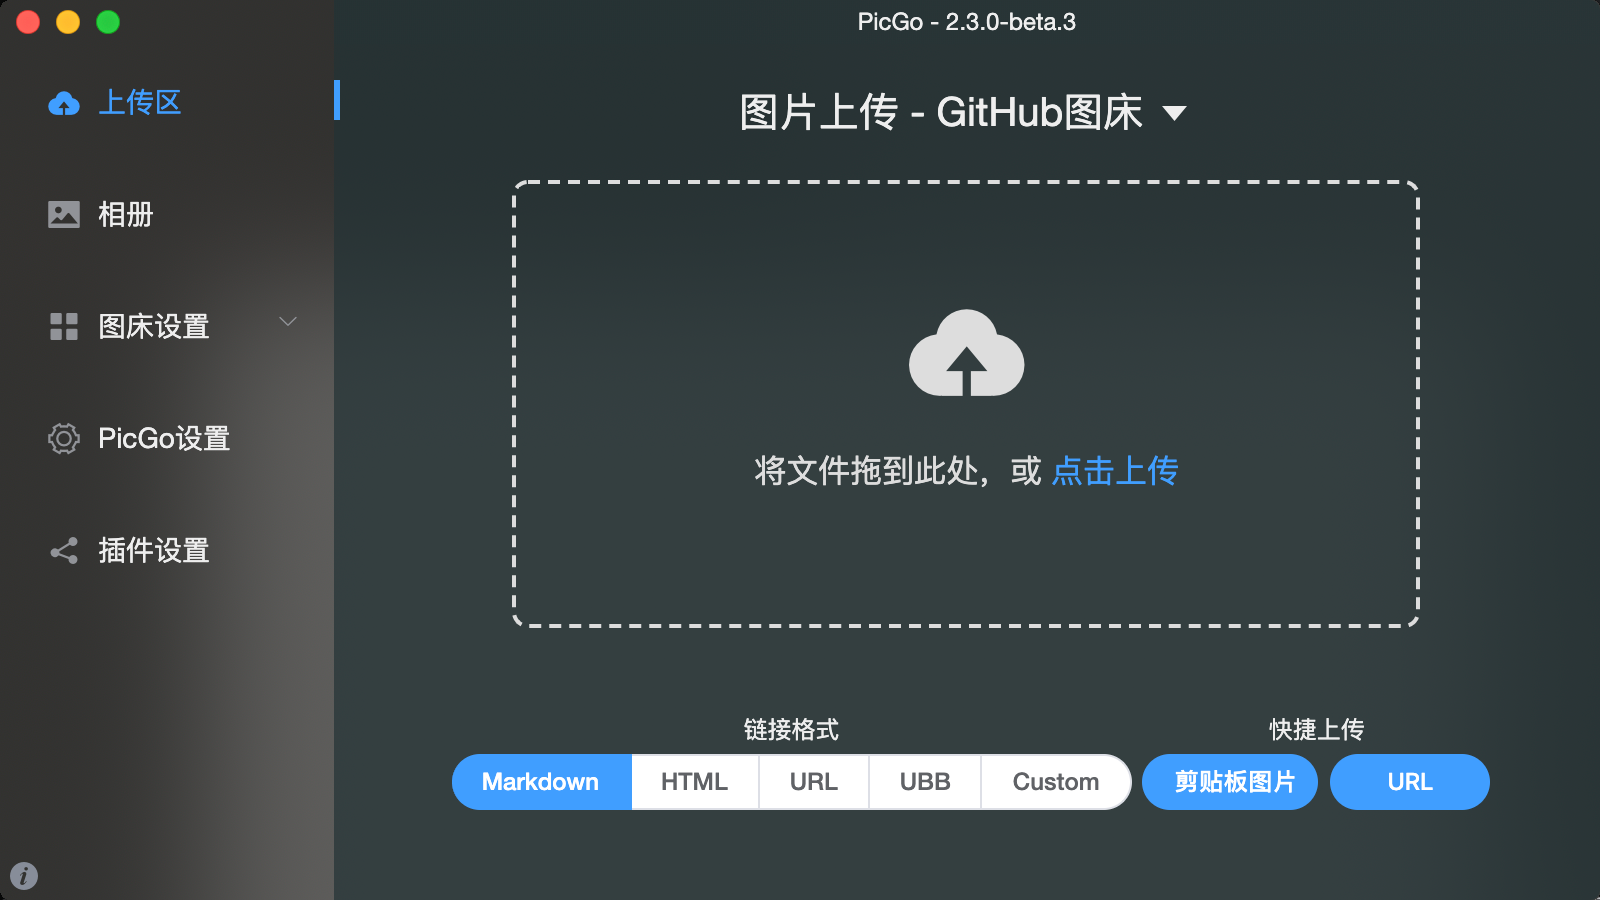 PicGo - 2.3.0-beta.3
上传区
相册
图床设置
PicGo设置
插件设置
图片上传 - GitHub图床
将文件拖到此处，或 点击上传
链接格式
快捷上传
Markdown HTML URL UBB Custom
剪贴板图片 URL